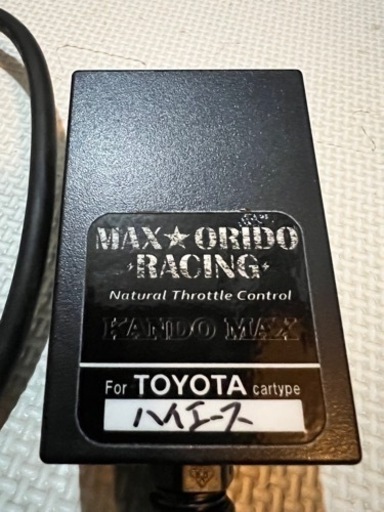 MAX★ORIDO
RACING
Natural Throttle Control
KANDO MAX
For TOYOTA cartype
ハイエース